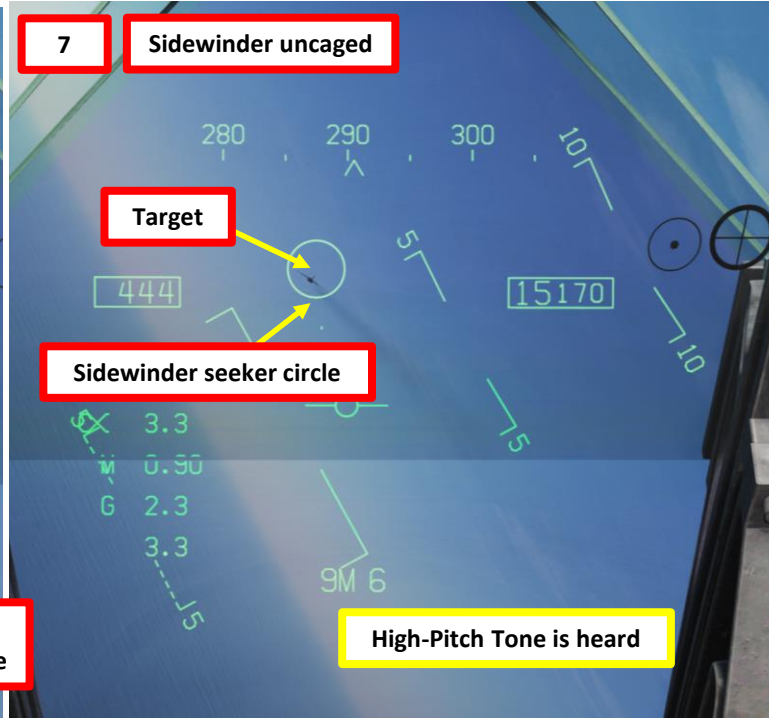 7
Sidewinder uncaged
280 290 300
10
Target
5
444
15170
10
Sidewinder seeker circle
5
α 3.3
5
M 0.90
G 2.3
3.3
9M 6
5
High-Pitch Tone is heard
e